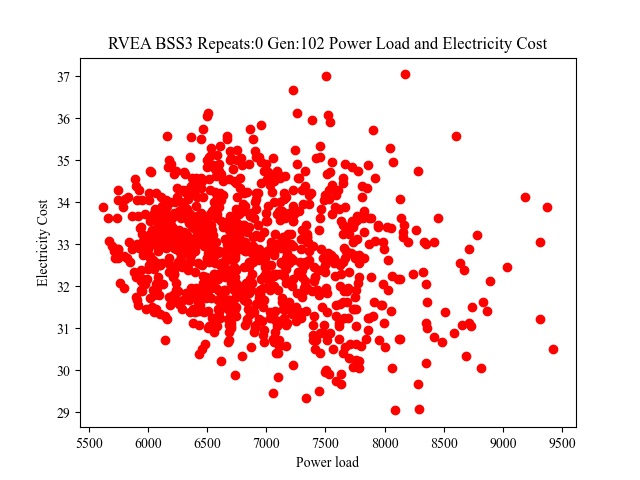 RVEA BSS3 Repeats:0 Gen:102 Power Load and Electricity Cost
37
36
35
34
33
32
31
30
29
Electricity Cost
5500 6000 6500 7000 7500 8000 8500 9000 9500
Power load